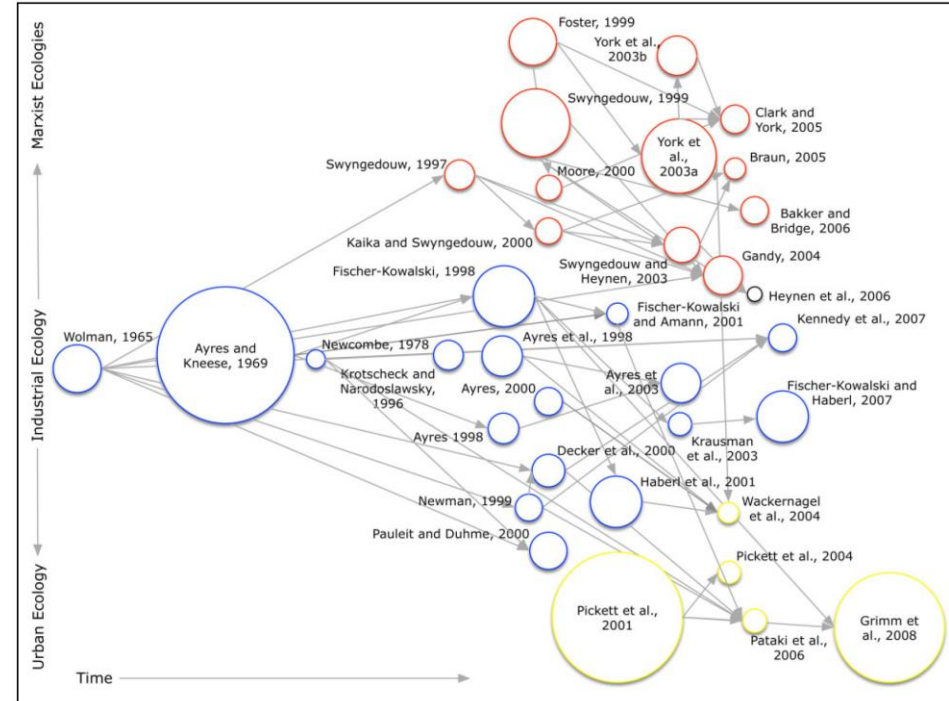 Marxist Ecologies
Industrial Ecology
Urban Ecology
Time
Foster, 1999
York et al.,
2003b
Swyngedouw, 1999
Clark and
York, 2005
York et
al.,
2003a
Swyngedouw, 1997
Moore, 2000
Braun, 2005
Bakker and
Bridge, 2006
Kaika and Swyngedouw, 2000
Swyngedouw and
Heynen, 2003
Gandy, 2004
Fischer-Kowalski, 1998
Heynen et al., 2006
Fischer-Kowalski
and Amann, 2001
Kennedy et al., 2007
Wolman, 1965
Ayres and
Kneese, 1969
Newcombe, 1978
Ayres et al., 1998
Krotscheck and
Narodoslawsky,
1996
Ayres, 2000
Ayres et
al., 2003
Fischer-Kowalski and
Haberl, 2007
Ayres 1998
Krausman
et al., 2003
Decker et al., 2000
Haberl et al., 2001
Newman, 1999
Wackernagel
et al., 2004
Pauleit and Duhme, 2000
Pickett et al., 2004
Pickett et al.,
2001
Pataki et al.,
2006
Grimm et
al., 2008